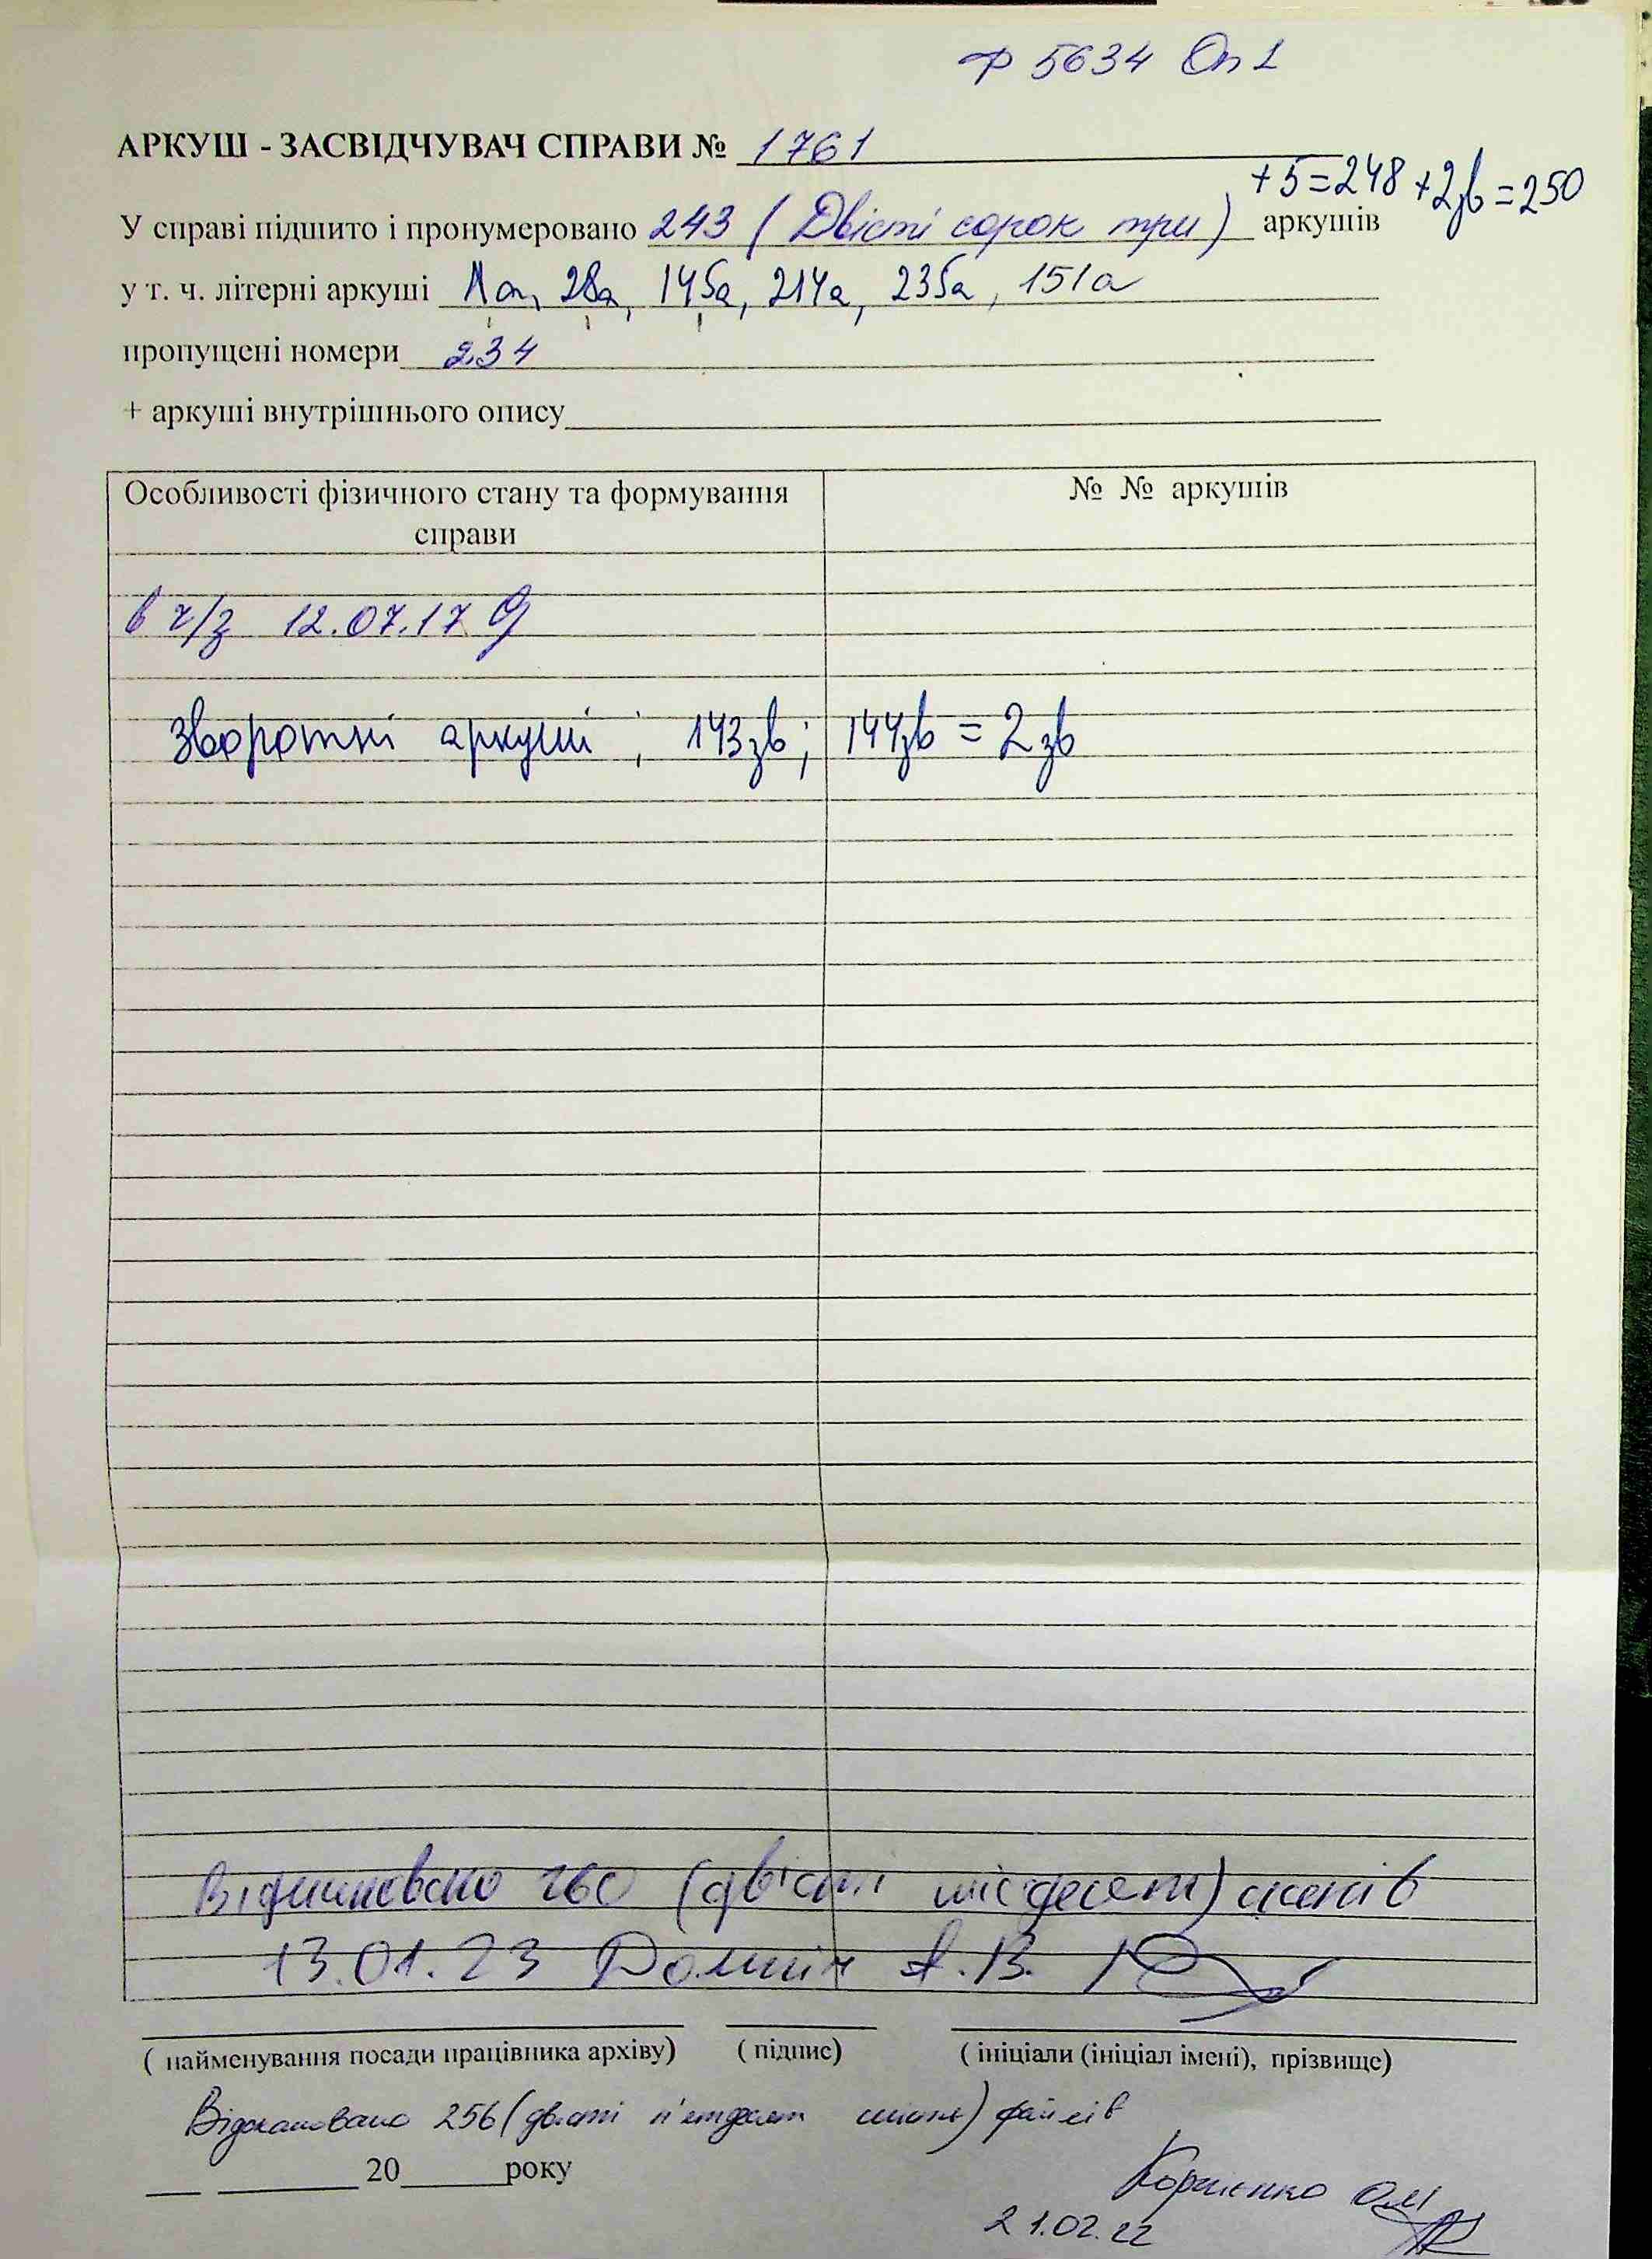 ф 5634 Оп 1
АРКУШ - ЗАСВІДЧУВАЧ СПРАВИ № 1761
+5=248 +2зв=250
У справі підшито і пронумеровано 243 (Двісті сорок три) аркушів
у т. ч. літерні аркуші 1а, 28а, 145а, 214а, 235а, 151а
пропущені номери 234
+ аркуші внутрішнього опису
Особливості фізичного стану та формування справи
№ № аркушів
в ч/з 12.07.17
Зворотні аркуші; 143зв; 144зв = 2зв
Відскановано 260 (двісті шісдесят) скенів
13.01.23 А.В.
( найменування посади працівника архіву) ( підпис) ( ініціали (ініціал імені), прізвище)
Відскановано 256 (двісті п'ятдесят шість) файлів
20 року
Корнієнко О.М
21.02.22